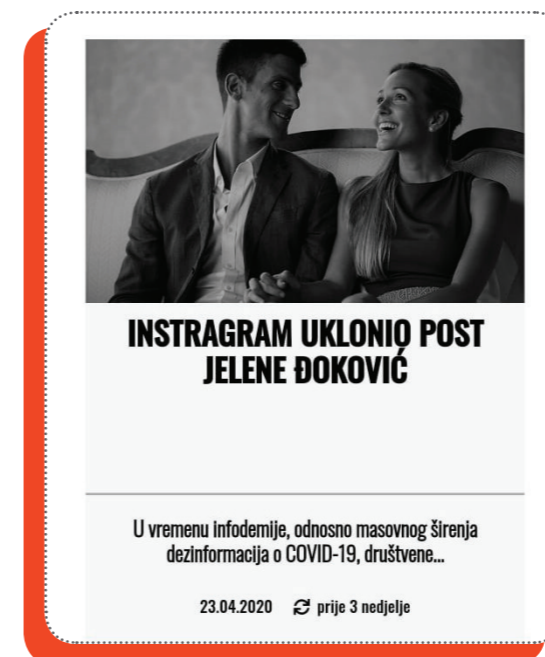 INSTRAGRAM UKLONIO POST
JELENE ĐOKOVIĆ
U vremenu infodemije, odnosno masovnog širenja
dezinformacija o COVID-19, društvene...
23.04.2020 prije 3 nedjelje